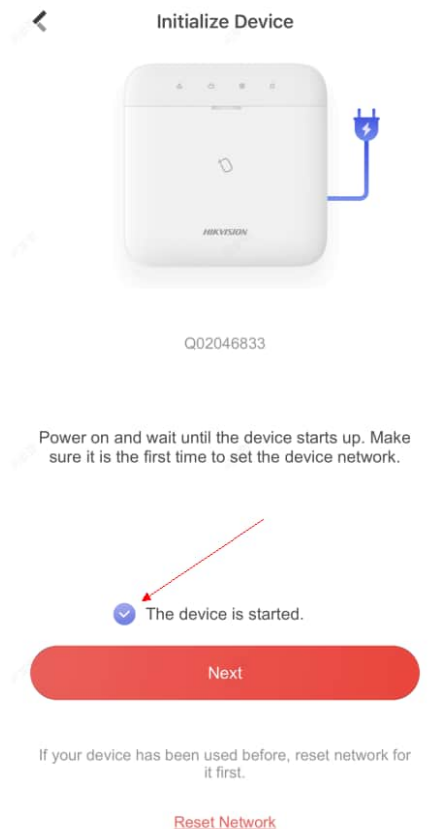 Initialize Device
HIKVISION
Q02046833
Power on and wait until the device starts up. Make
sure it is the first time to set the device network.
The device is started.
Next
If your device has been used before, reset network for
it first.
Reset Network